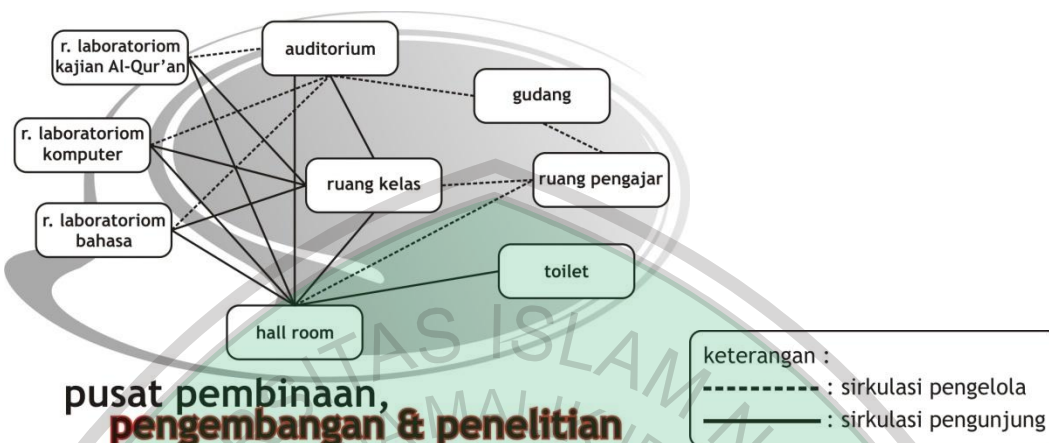 r. laboratoriom
kajian Al-Qur'an
auditorium
gudang
r. laboratoriom
komputer
ruang kelas
ruang pengajar
r. laboratoriom
bahasa
toilet
hall room
keterangan :
: sirkulasi pengelola
: sirkulasi pengunjung
pusat pembinaan,
pengembangan & penelitian